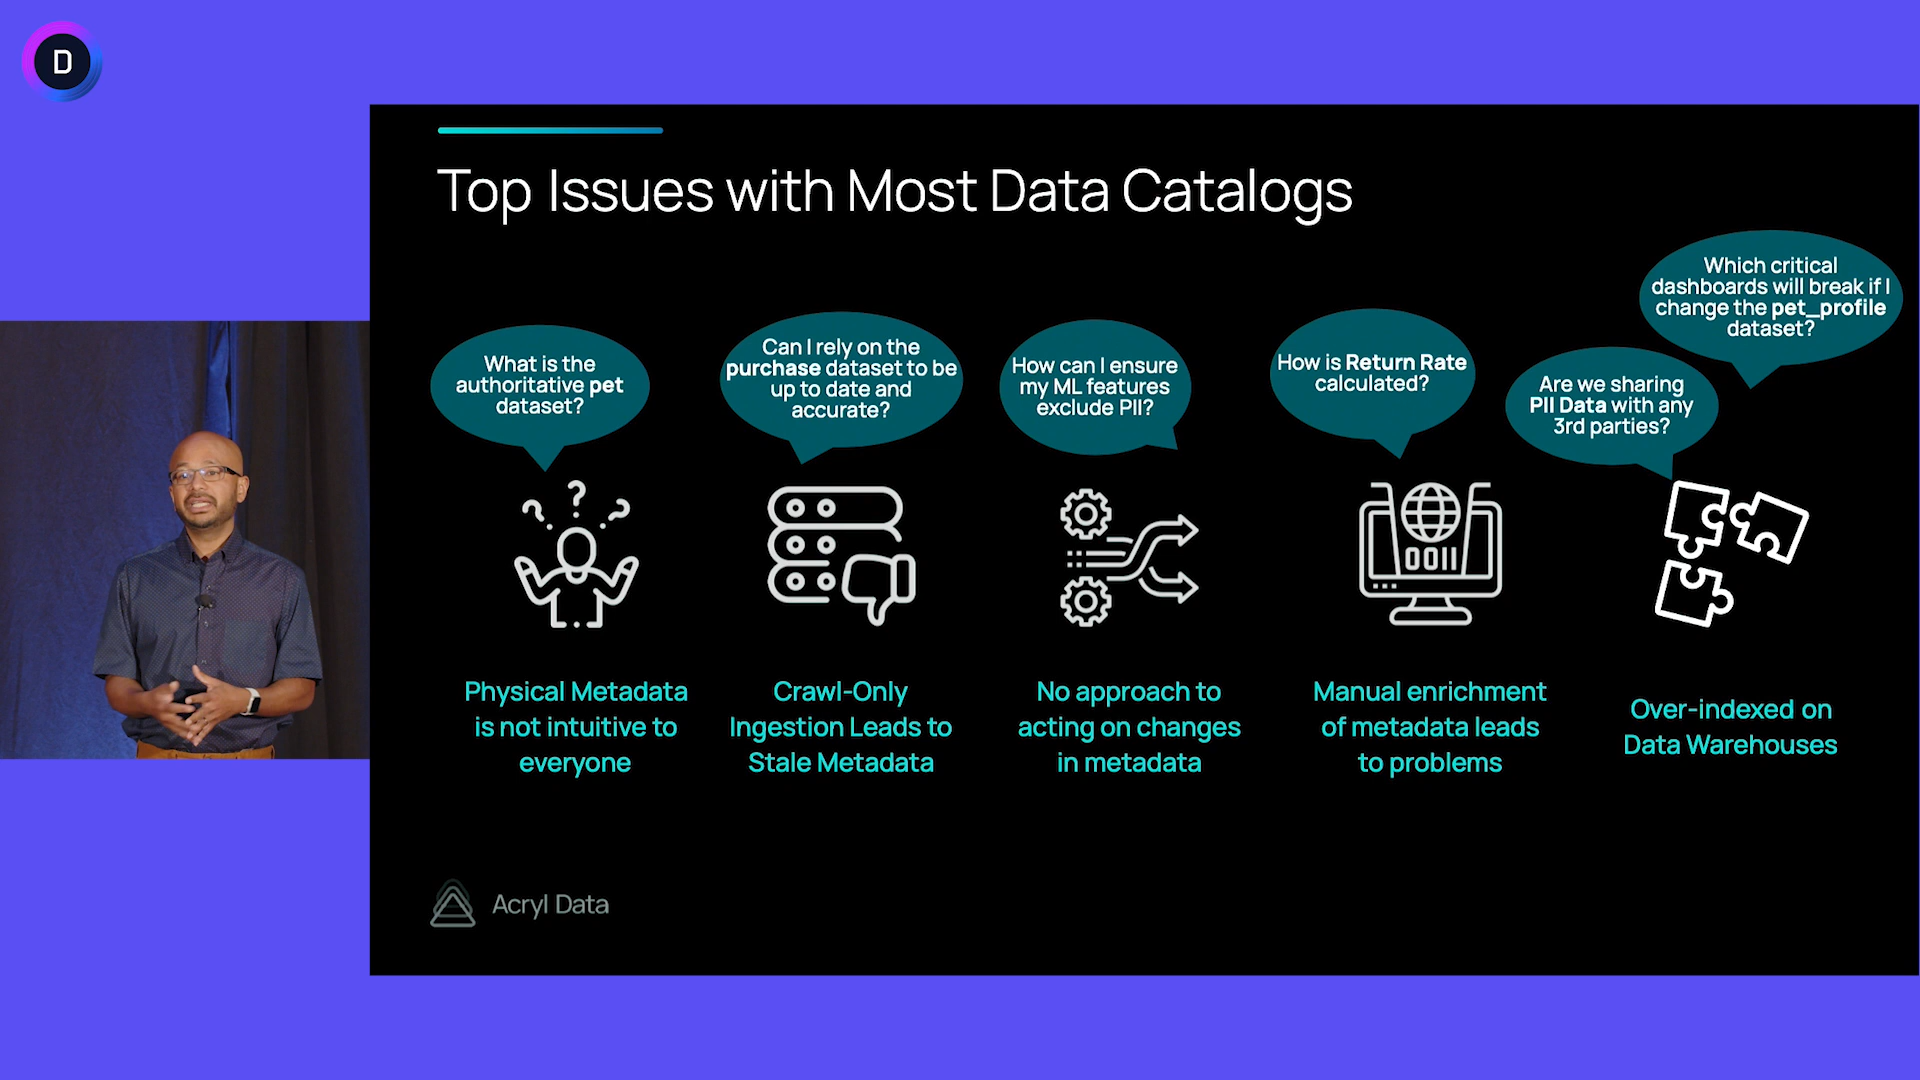 D
Top Issues with Most Data Catalogs
What is the
authoritative pet
dataset?
Can I rely on the
purchase dataset to be
up to date and
accurate?
How can I ensure
my ML features
exclude PII?
How is Return Rate
calculated?
Are we sharing
PII Data with any
3rd parties?
Which critical
dashboards will break if I
change the pet_profile
dataset?
? ? ?
0011
Physical Metadata
is not intuitive to
everyone
Crawl-Only
Ingestion Leads to
Stale Metadata
No approach to
acting on changes
in metadata
Manual enrichment
of metadata leads
to problems
Over-indexed on
Data Warehouses
Acryl Data